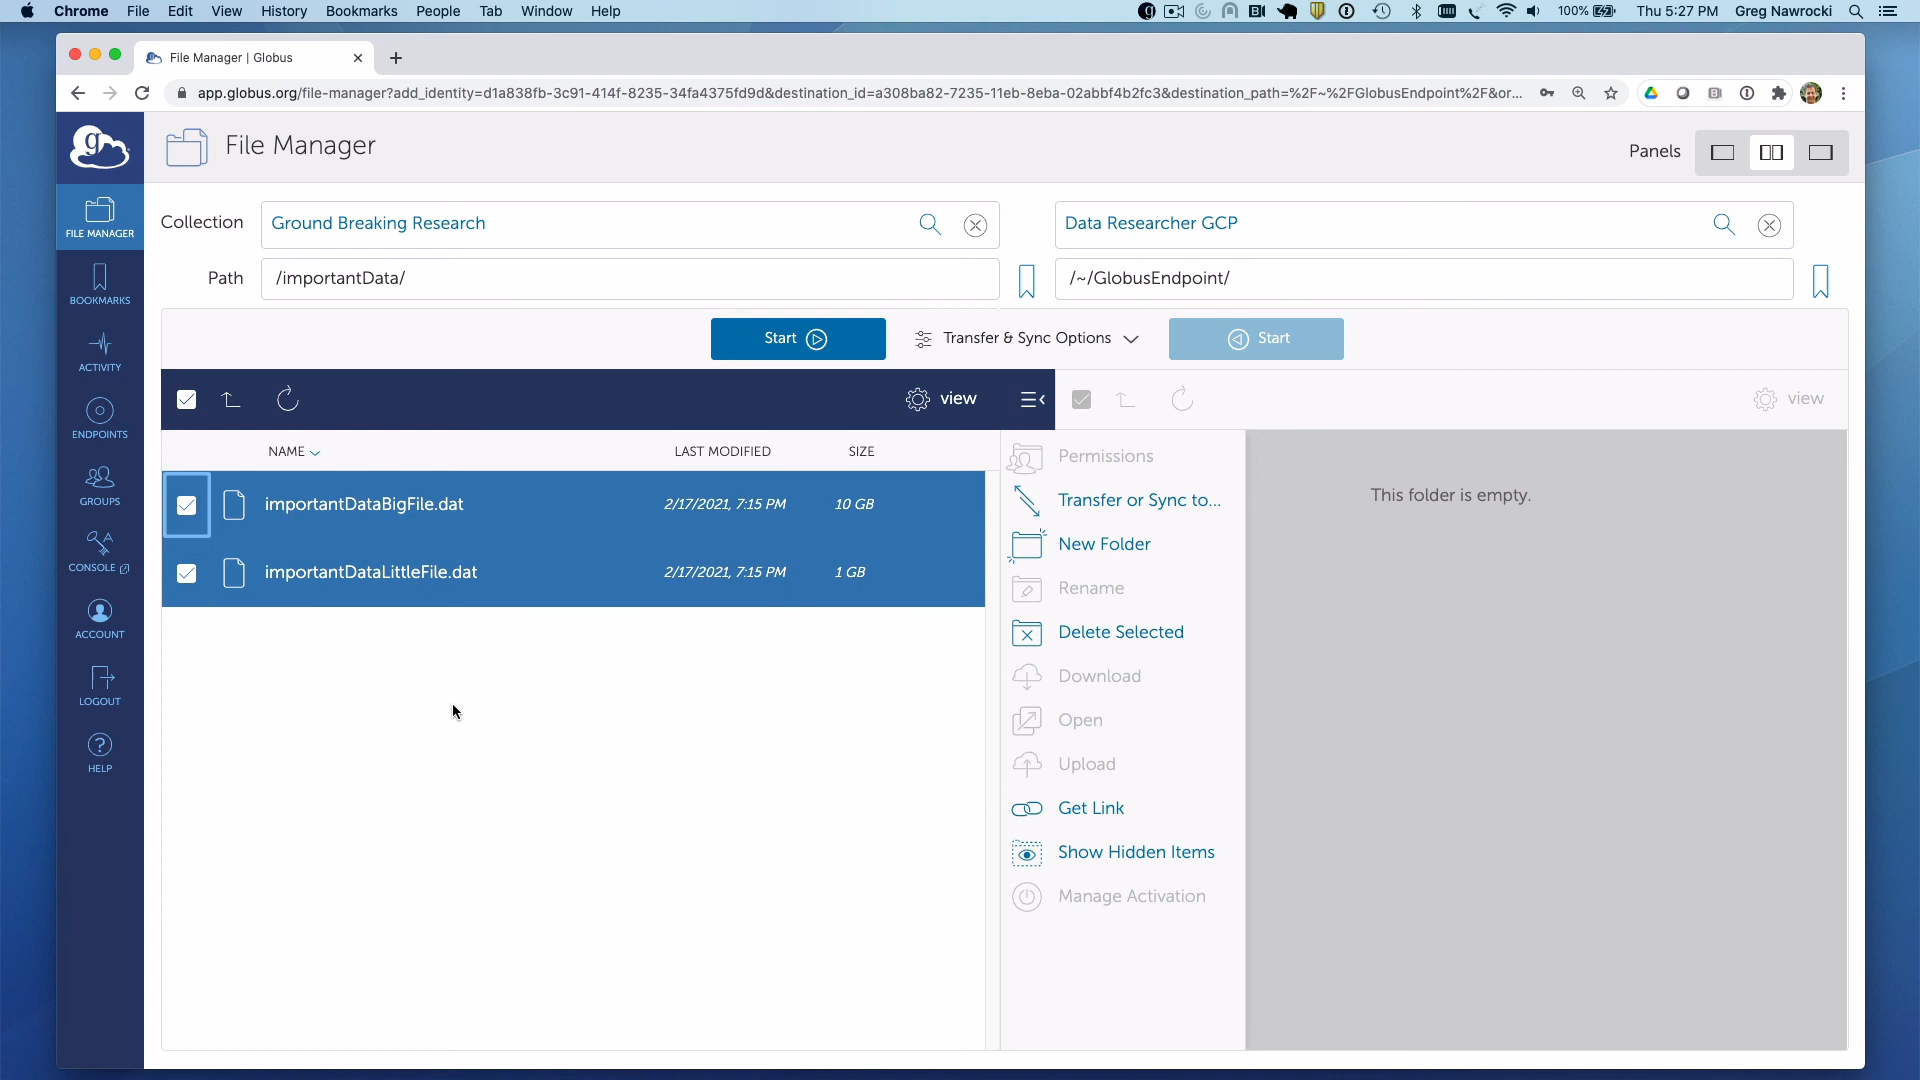 Chrome File Edit View History Bookmarks People Tab Window Help 100% Thu 5:27 PM Greg Nawrocki
File Manager | Globus
app.globus.org/file-manager?add_identity=d1a838fb-3c91-414f-8235-34fa4375fd9d&destination_id=a308ba82-7235-11eb-8eba-02abbf4b2fc3&destination_path=%2F~%2FGlobusEndpoint%2F&or...
File Manager
Panels
FILE MANAGER
BOOKMARKS
ACTIVITY
ENDPOINTS
GROUPS
CONSOLE
ACCOUNT
LOGOUT
HELP
Collection Ground Breaking Research Data Researcher GCP
Path /importantData/ /~/GlobusEndpoint/
Start Transfer & Sync Options Start
view view
NAME LAST MODIFIED SIZE
importantDataBigFile.dat 2/17/2021, 7:15 PM 10 GB
importantDataLittleFile.dat 2/17/2021, 7:15 PM 1 GB
Permissions
Transfer or Sync to...
New Folder
Rename
Delete Selected
Download
Open
Upload
Get Link
Show Hidden Items
Manage Activation
This folder is empty.